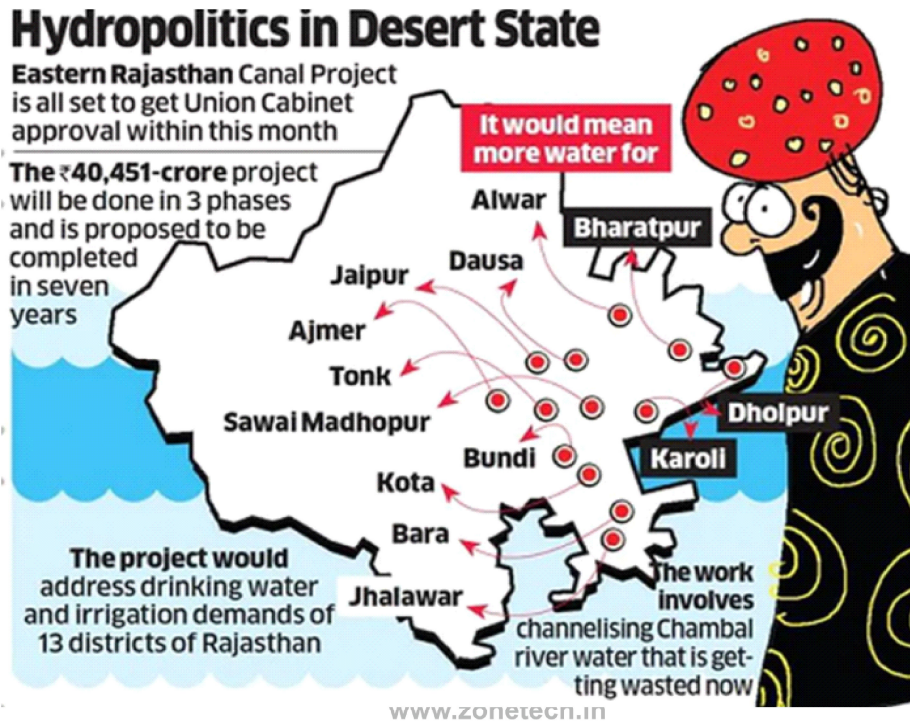 Hydropolitics in Desert State
Eastern Rajasthan Canal Project
is all set to get Union Cabinet
approval within this month
The ₹40,451-crore project
will be done in 3 phases
and is proposed to be
completed
in seven
years
It would mean
more water for
Alwar
Bharatpur
Dausa
Jaipur
Ajmer
Tonk
Sawai Madhopur
Dholpur
Bundi
Karoli
Kota
Bara
Jhalawar
The project would
address drinking water
and irrigation demands of
13 districts of Rajasthan
The work
involves
channelising Chambal
river water that is get-
ting wasted now
www.zonetech.in